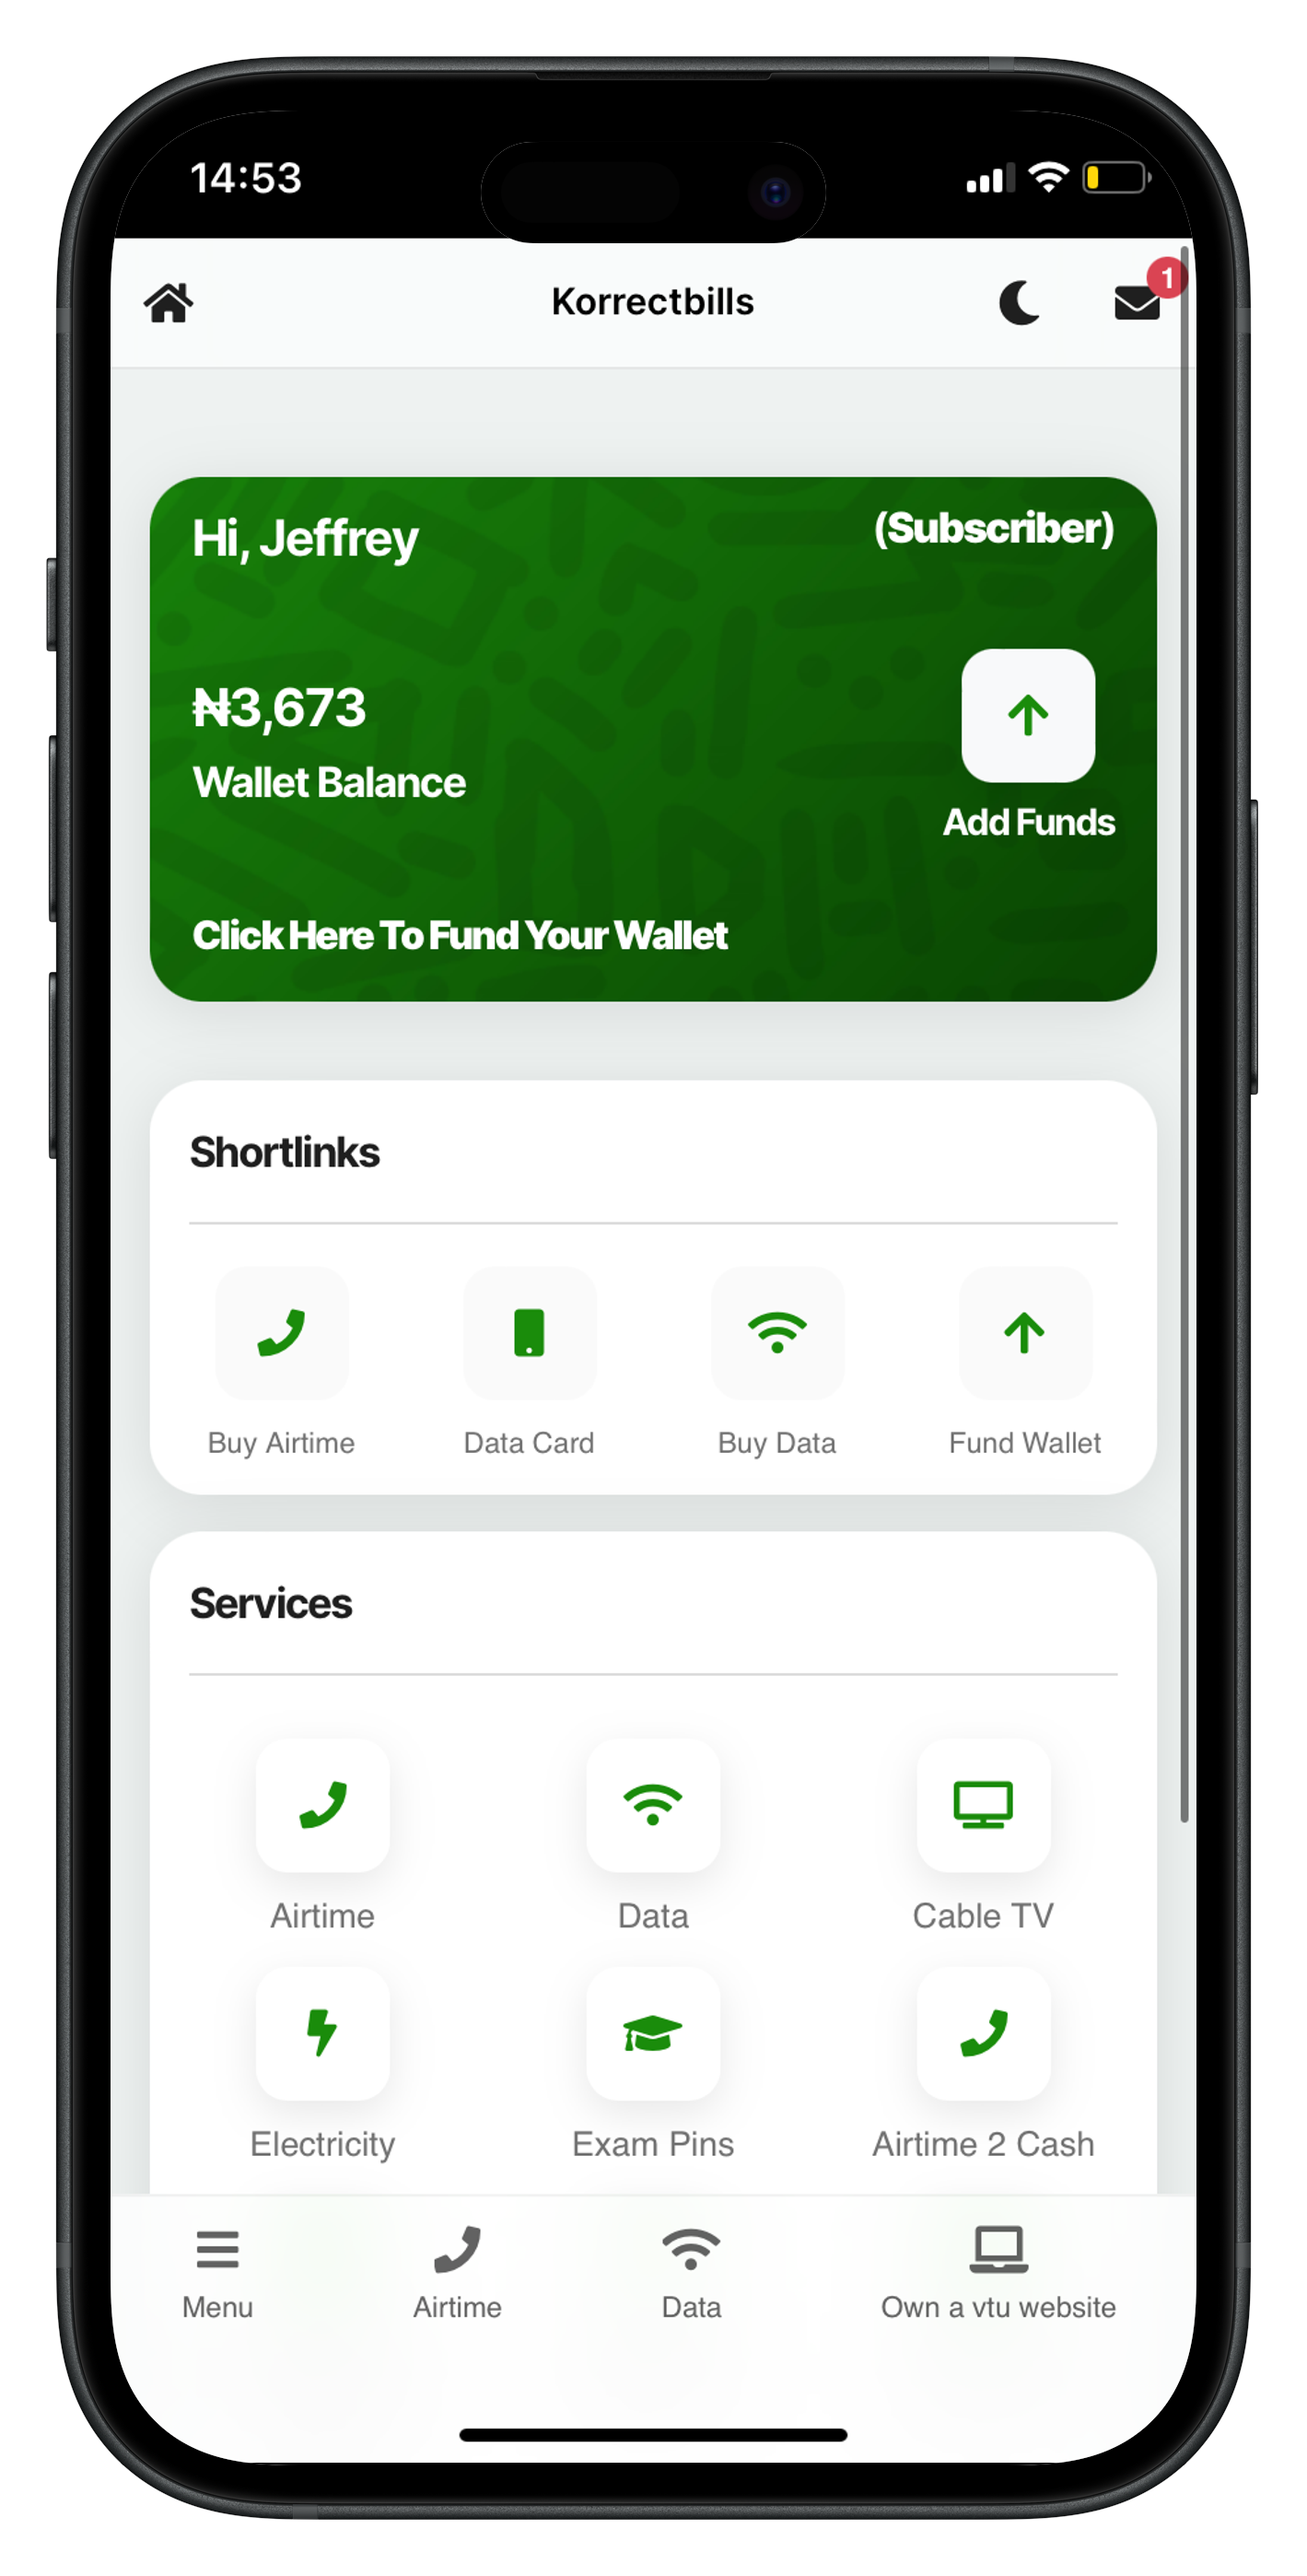 14:53
Korrectbills
1
Hi, Jeffrey
(Subscriber)
₦3,673
Wallet Balance
Add Funds
Click Here To Fund Your Wallet
Shortlinks
Buy Airtime
Data Card
Buy Data
Fund Wallet
Services
Airtime
Data
Cable TV
Electricity
Exam Pins
Airtime 2 Cash
Menu
Airtime
Data
Own a vtu website